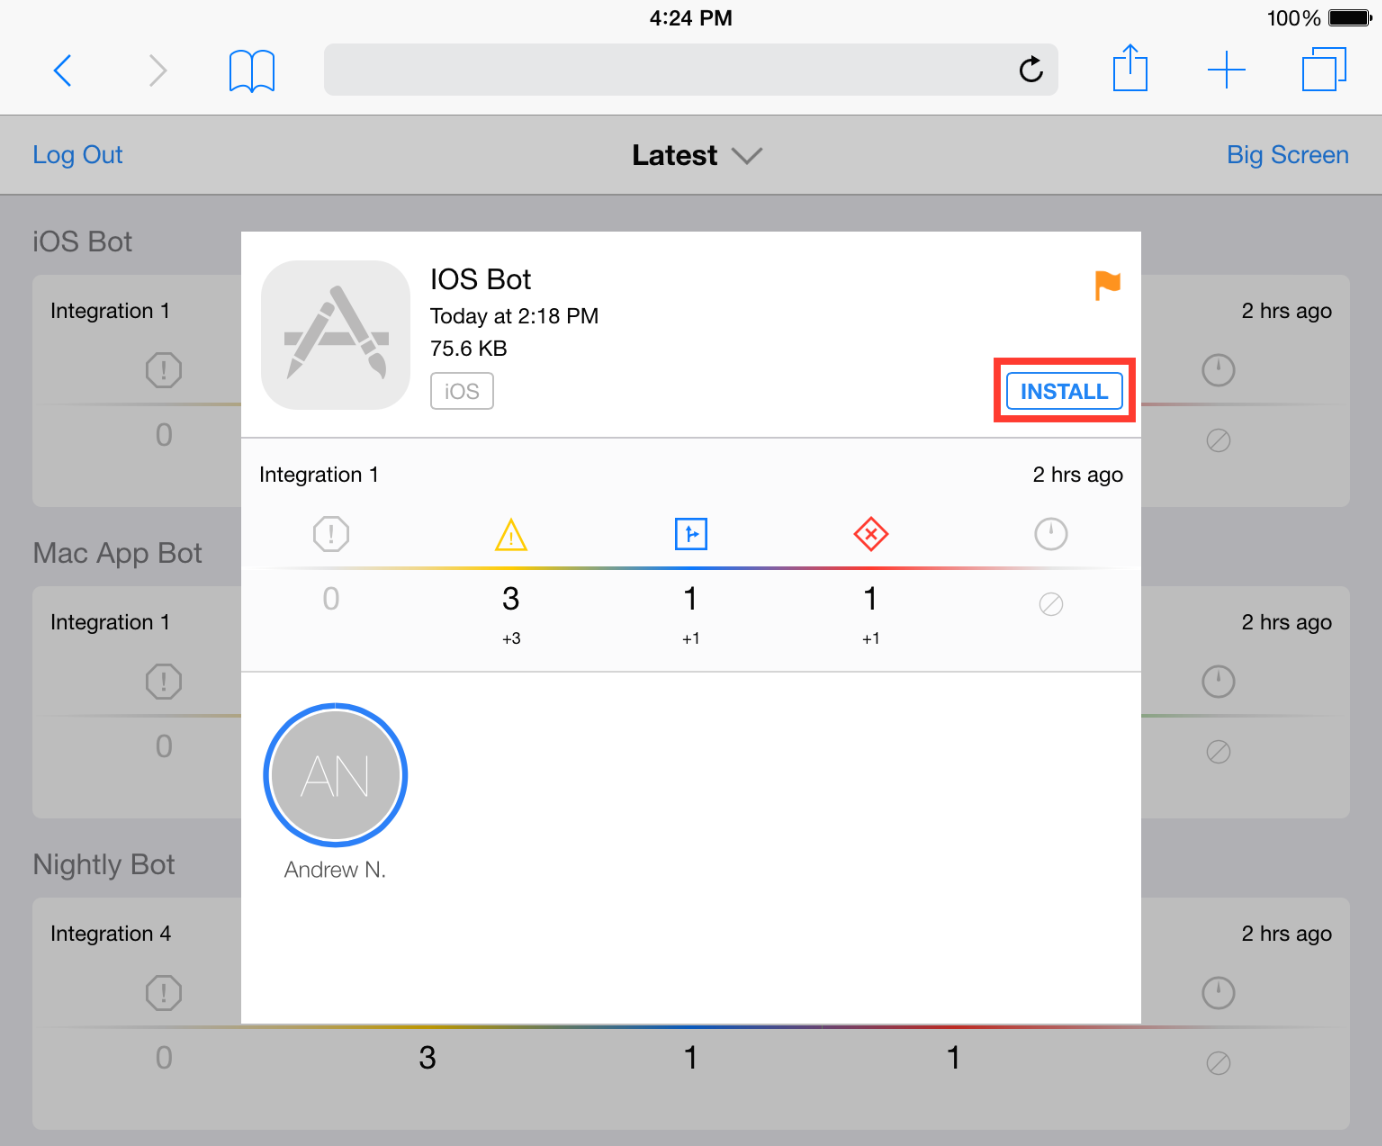 4:24 PM
100%
Log Out
Latest
Big Screen
iOS Bot
Integration 1
2 hrs ago
0
IOS Bot
Today at 2:18 PM
75.6 KB
iOS
INSTALL
Integration 1
2 hrs ago
0
3
1
1
+3
+1
+1
AN
Andrew N.
Mac App Bot
Integration 1
2 hrs ago
0
Nightly Bot
Integration 4
2 hrs ago
0
3
1
1